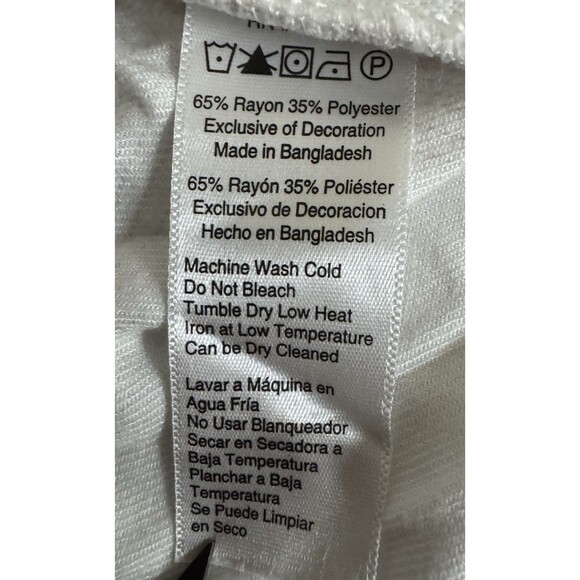 65% Rayon 35% Polyester
Exclusive of Decoration
Made in Bangladesh
65% Rayón 35% Poliéster
Exclusivo de Decoracion
Hecho en Bangladesh
Machine Wash Cold
Do Not Bleach
Tumble Dry Low Heat
Iron at Low Temperature
Can be Dry Cleaned
Lavar a Máquina en
Agua Fría
No Usar Blanqueador
Secar en Secadora a
Baja Temperatura
Planchar a Baja
Temperatura
Se Puede Limpiar
en Seco